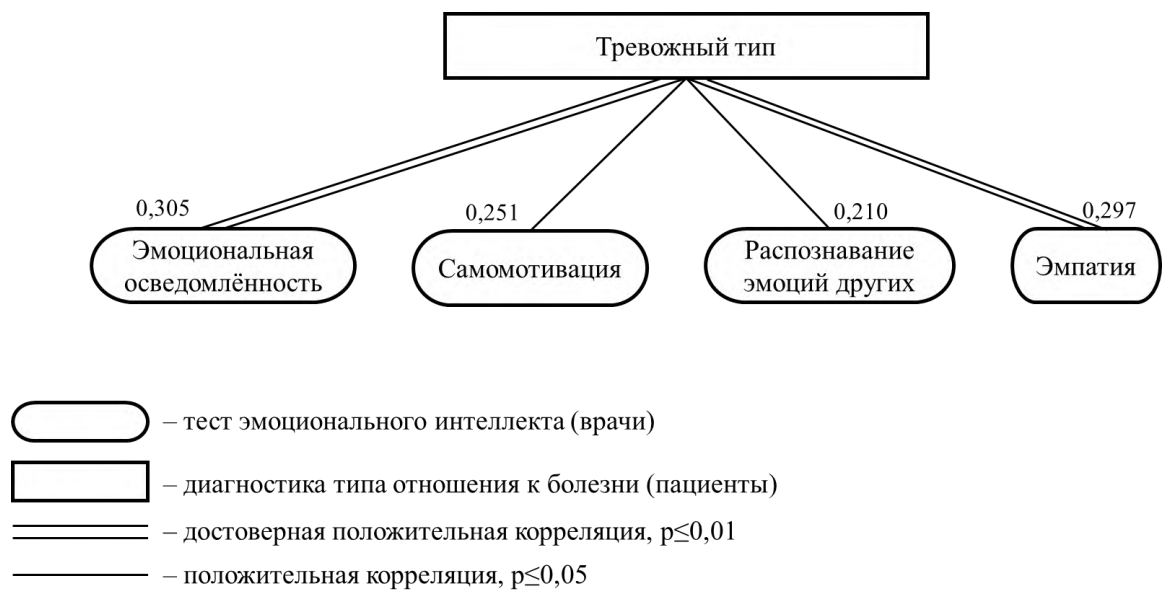 Тревожный тип
0,305
0,251
0,210
0,297
Эмоциональная
осведомлённость
Самомотивация
Распознавание
эмоций других
Эмпатия
– тест эмоционального интеллекта (врачи)
– диагностика типа отношения к болезни (пациенты)
– достоверная положительная корреляция, p≤0,01
– положительная корреляция, p≤0,05